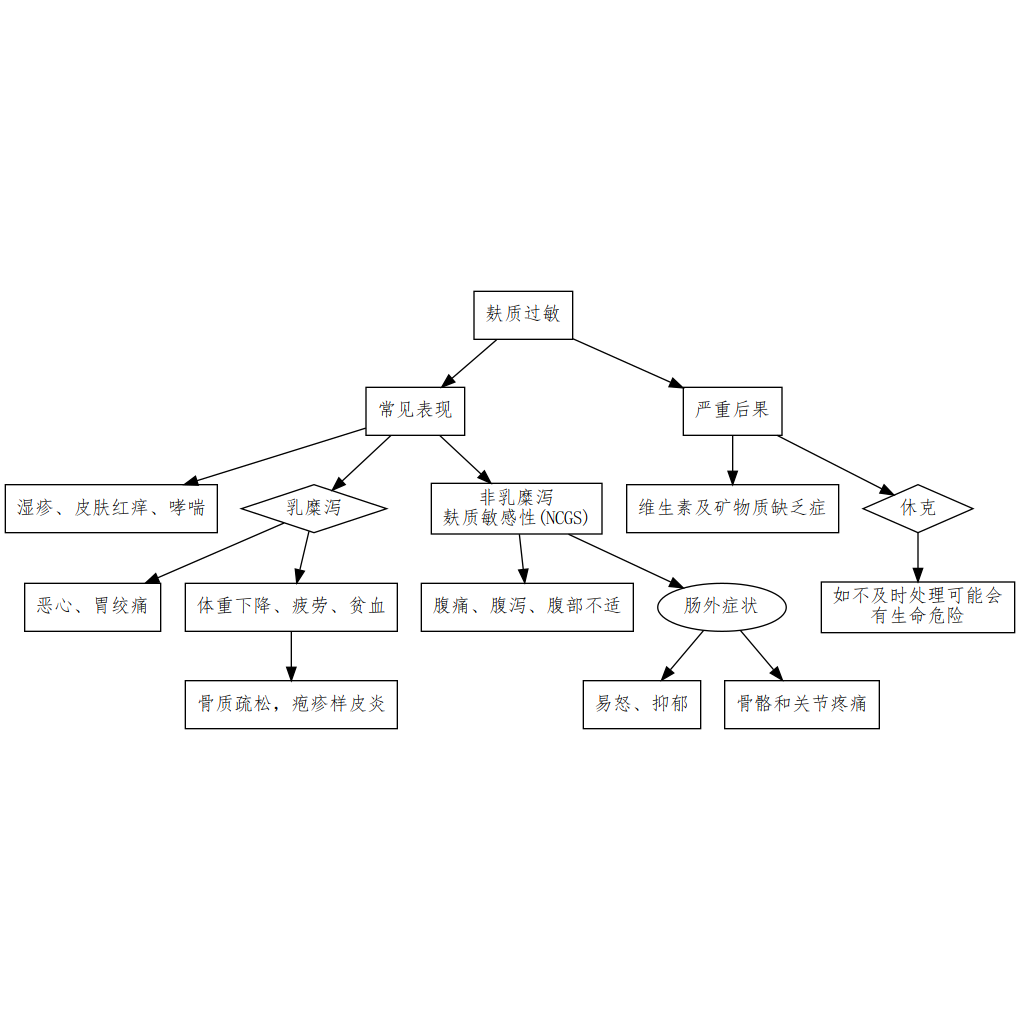 麸质过敏
常见表现
严重后果
湿疹、皮肤红痒、哮喘
乳糜泻
非乳糜泻
麸质敏感性(NCGS)
维生素及矿物质缺乏症
休克
恶心、胃绞痛
体重下降、疲劳、贫血
腹痛、腹泻、腹部不适
肠外症状
如不及时处理可能会
有生命危险
骨质疏松，疱疹样皮炎
易怒、抑郁
骨骼和关节疼痛